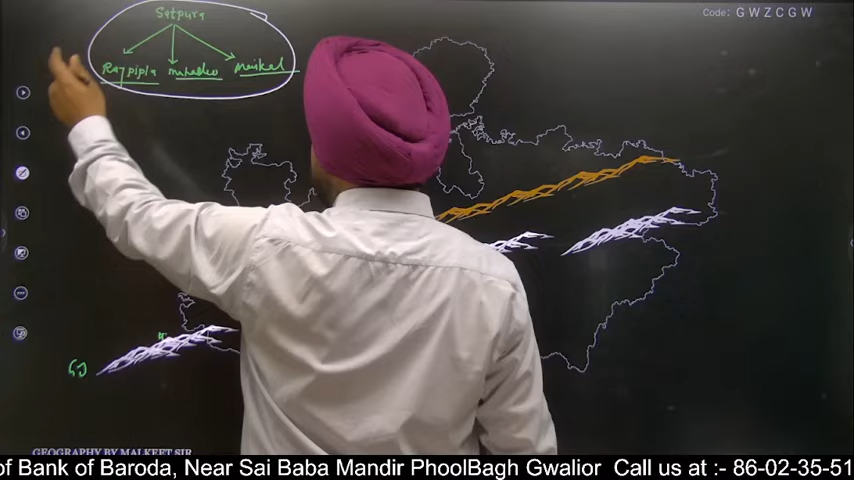 Code: G W Z C G W
Satpura
Rajpipla mahadeo Maikal
GJ
GEOGRAPHY BY MALKEET SIR
of Bank of Baroda, Near Sai Baba Mandir PhoolBagh Gwalior Call us at :- 86-02-35-51